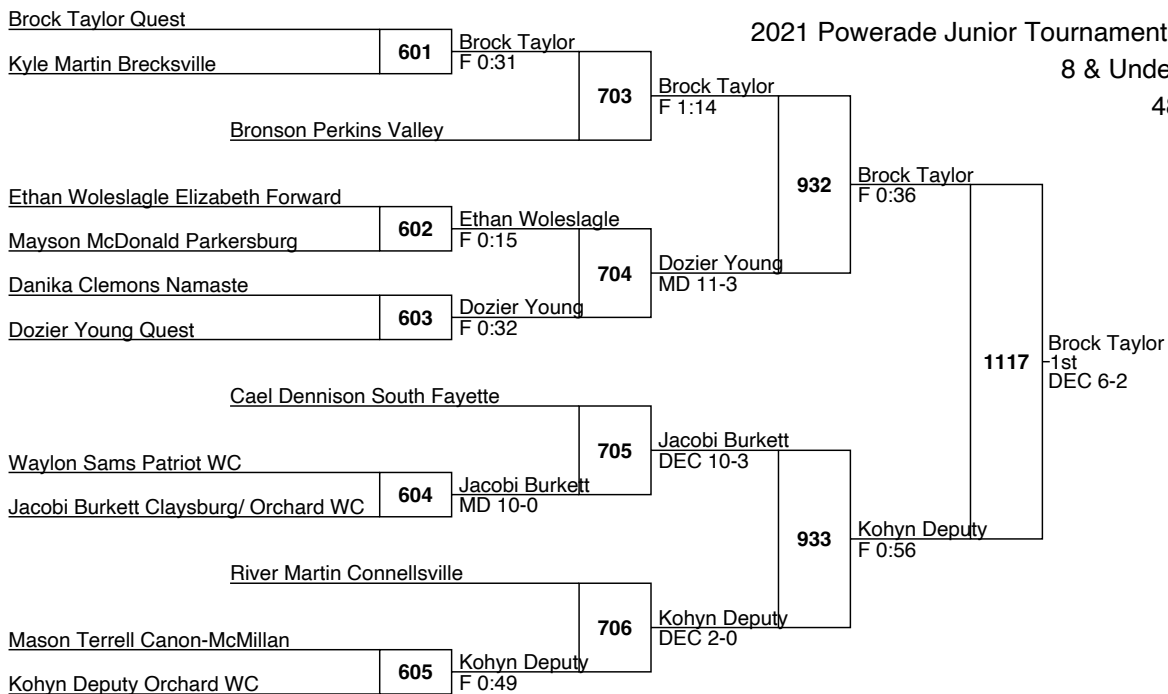 2021 Powerade Junior Tournament
8 & Unde
48
Brock Taylor Quest
601
Kyle Martin Brecksville
Brock Taylor
F 0:31
703
Bronson Perkins Valley
Brock Taylor
F 1:14
932
Ethan Woleslagle Elizabeth Forward
602
Mayson McDonald Parkersburg
Ethan Woleslagle
F 0:15
704
Danika Clemons Namaste
603
Dozier Young Quest
Dozier Young
F 0:32
Dozier Young
MD 11-3
Brock Taylor
F 0:36
1117
Brock Taylor
1st
DEC 6-2
Cael Dennison South Fayette
705
Waylon Sams Patriot WC
604
Jacobi Burkett Claysburg/ Orchard WC
Jacobi Burkett
MD 10-0
Jacobi Burkett
DEC 10-3
933
Kohyn Deputy
F 0:56
River Martin Connellsville
706
Mason Terrell Canon-McMillan
605
Kohyn Deputy Orchard WC
Kohyn Deputy
F 0:49
Kohyn Deputy
DEC 2-0